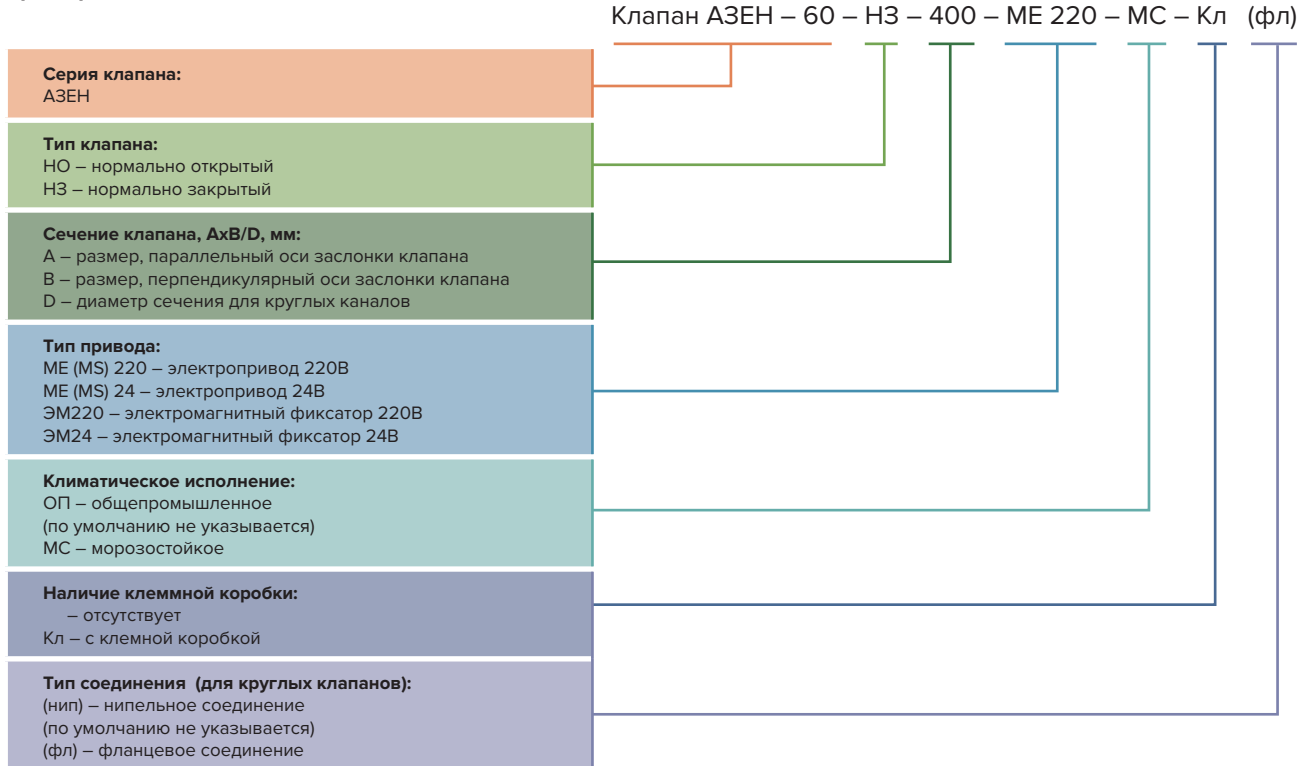 Клапан АЗЕН – 60 – НЗ – 400 – МЕ 220 – МС – Кл (фл)
Серия клапана:
АЗЕН
Тип клапана:
НО – нормально открытый
НЗ – нормально закрытый
Сечение клапана, АхВ/D, мм:
А – размер, параллельный оси заслонки клапана
В – размер, перпендикулярный оси заслонки клапана
D – диаметр сечения для круглых каналов
Тип привода:
МЕ (MS) 220 – электропривод 220В
МЕ (MS) 24 – электропривод 24В
ЭМ220 – электромагнитный фиксатор 220В
ЭМ24 – электромагнитный фиксатор 24В
Климатическое исполнение:
ОП – общепромышленное
(по умолчанию не указывается)
МС – морозостойкое
Наличие клеммной коробки:
– отсутствует
Кл – с клемной коробкой
Тип соединения (для круглых клапанов):
(нип) – нипельное соединение
(по умолчанию не указывается)
(фл) – фланцевое соединение